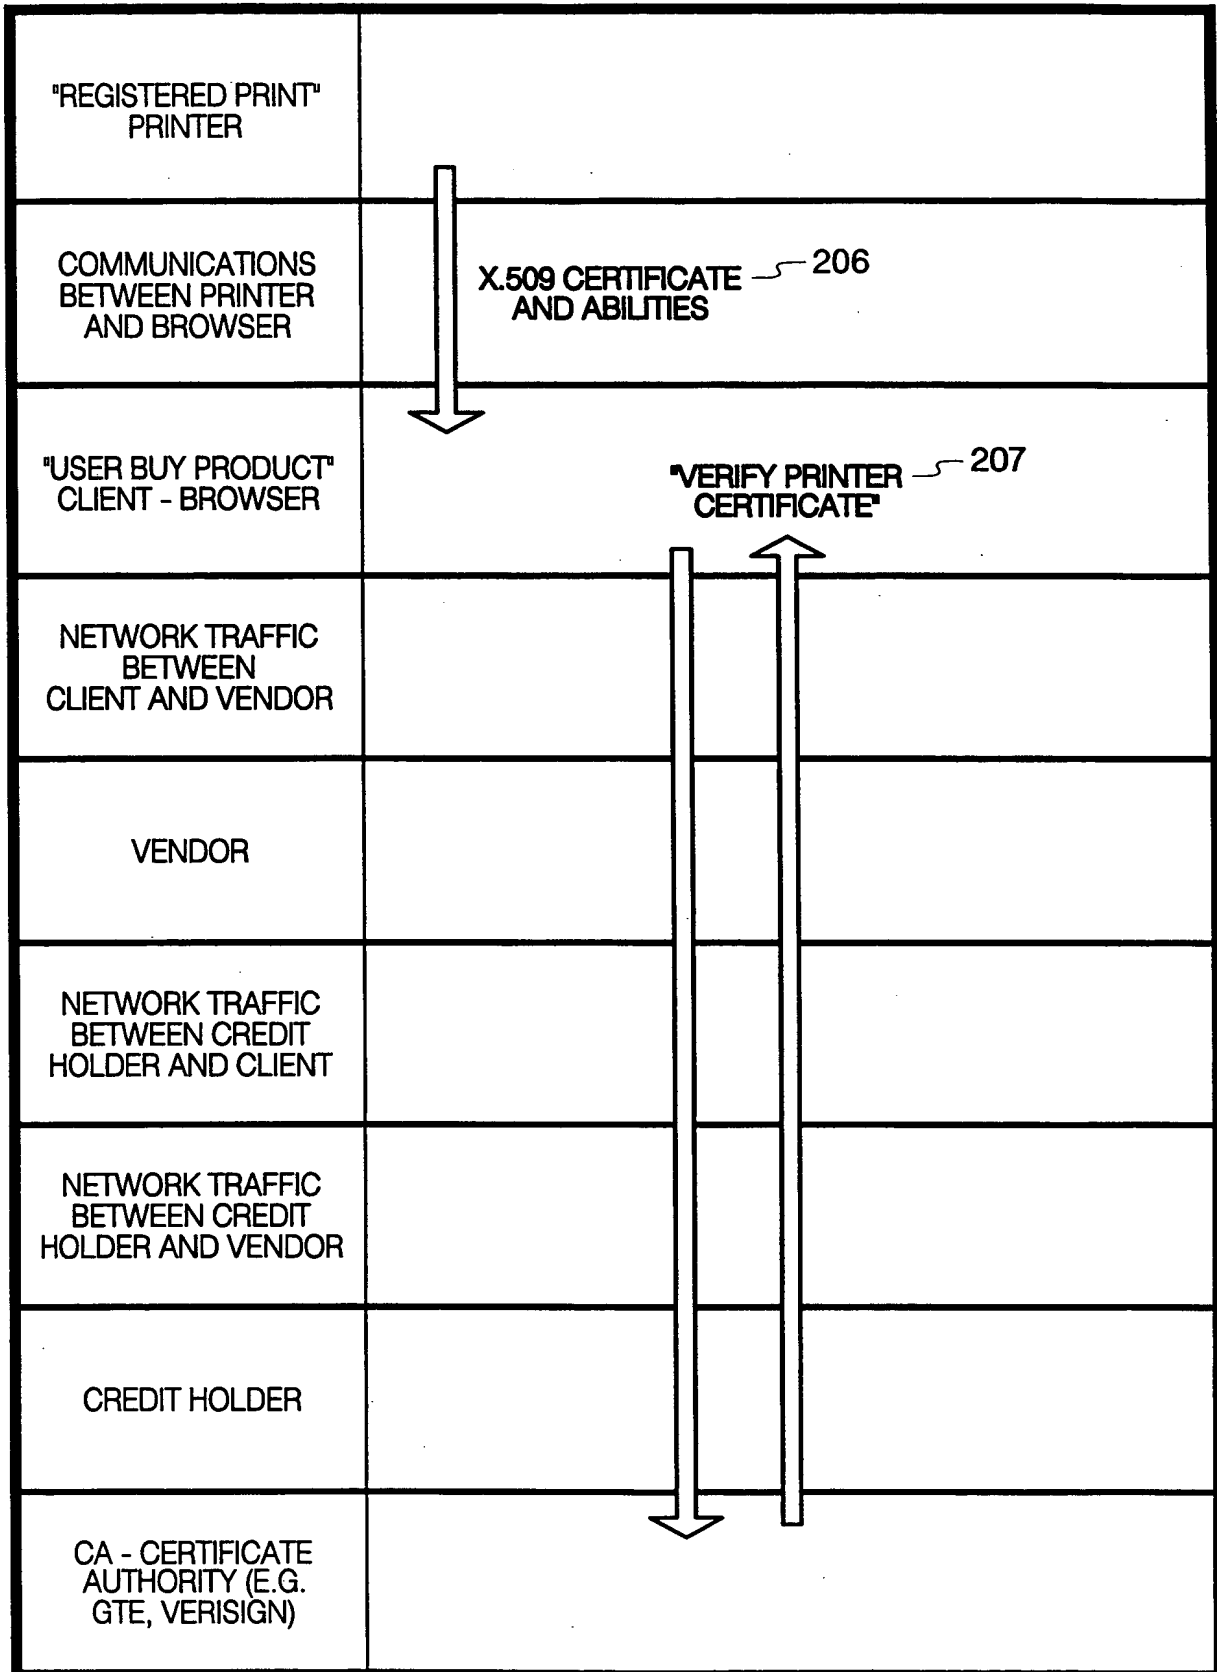 "REGISTERED PRINT"
PRINTER
COMMUNICATIONS
BETWEEN PRINTER
AND BROWSER
X.509 CERTIFICATE
AND ABILITIES
206
"USER BUY PRODUCT"
CLIENT - BROWSER
"VERIFY PRINTER
CERTIFICATE"
207
NETWORK TRAFFIC
BETWEEN
CLIENT AND VENDOR
VENDOR
NETWORK TRAFFIC
BETWEEN CREDIT
HOLDER AND CLIENT
NETWORK TRAFFIC
BETWEEN CREDIT
HOLDER AND VENDOR
CREDIT HOLDER
CA - CERTIFICATE
AUTHORITY (E.G.
GTE, VERISIGN)